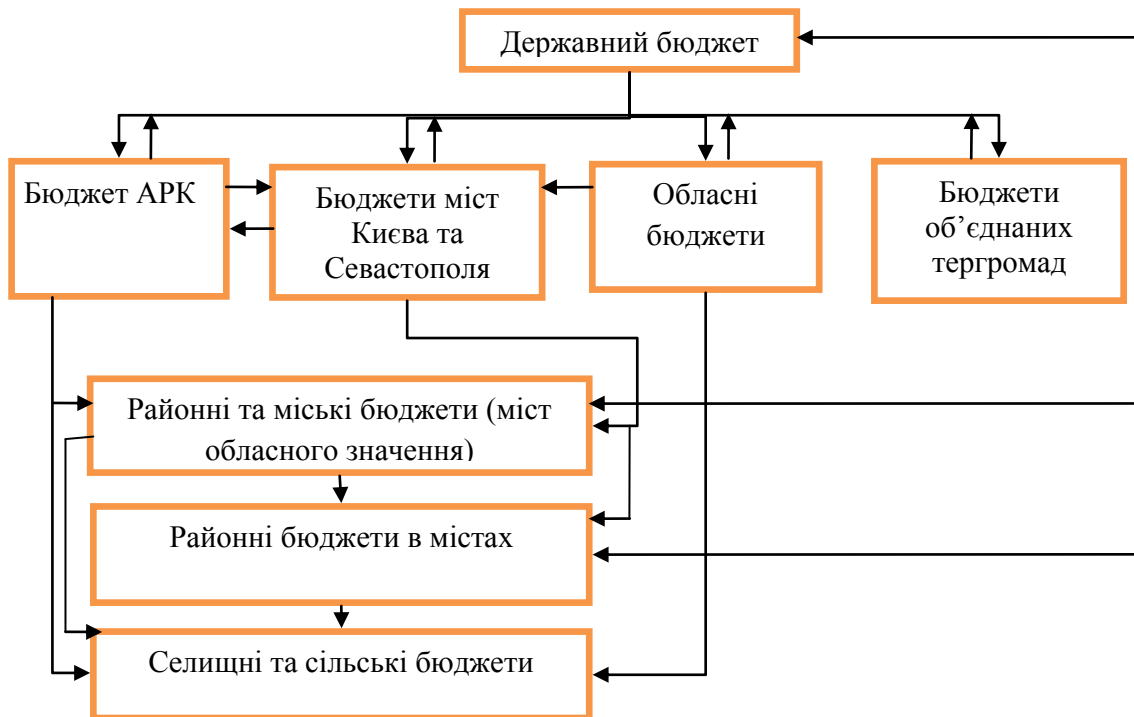 Державний бюджет
Бюджет АРК
Бюджети міст
Києва та
Севастополя
Обласні
бюджети
Бюджети
об’єднаних
тергромад
Районні та міські бюджети (міст
обласного значення)
Районні бюджети в містах
Селищні та сільські бюджети